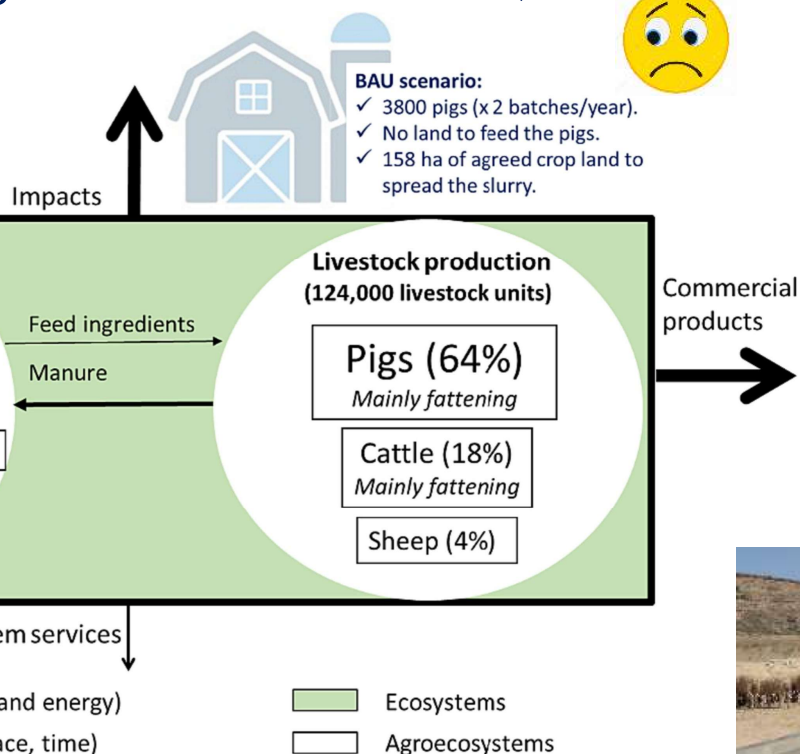 BAU scenario:
✓ 3800 pigs (x 2 batches/year).
✓ No land to feed the pigs.
✓ 158 ha of agreed crop land to
spread the slurry.
Impacts
Livestock production
(124,000 livestock units)
Commercial
products
Feed ingredients
Manure
Pigs (64%)
Mainly fattening
Cattle (18%)
Mainly fattening
Sheep (4%)
em services
and energy)
Ecosystems
ace, time)
Agroecosystems